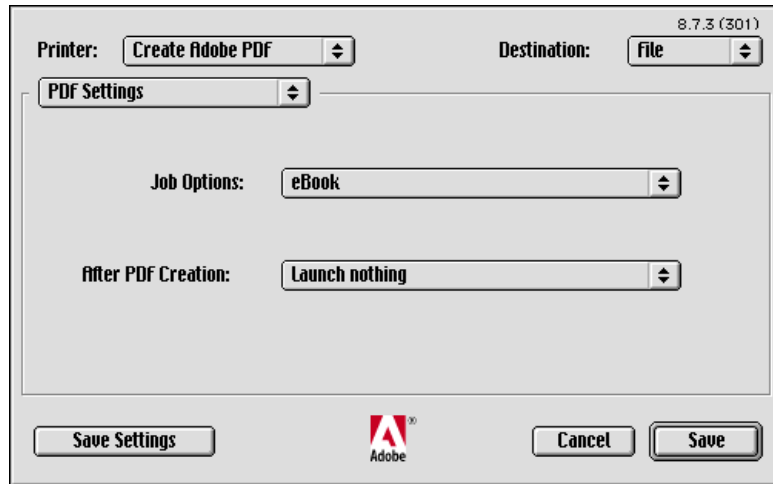 8.7.3 (301)
Printer: Create Adobe PDF Destination: File
PDF Settings
Job Options: eBook
After PDF Creation: Launch nothing
Save Settings Adobe ® Cancel Save